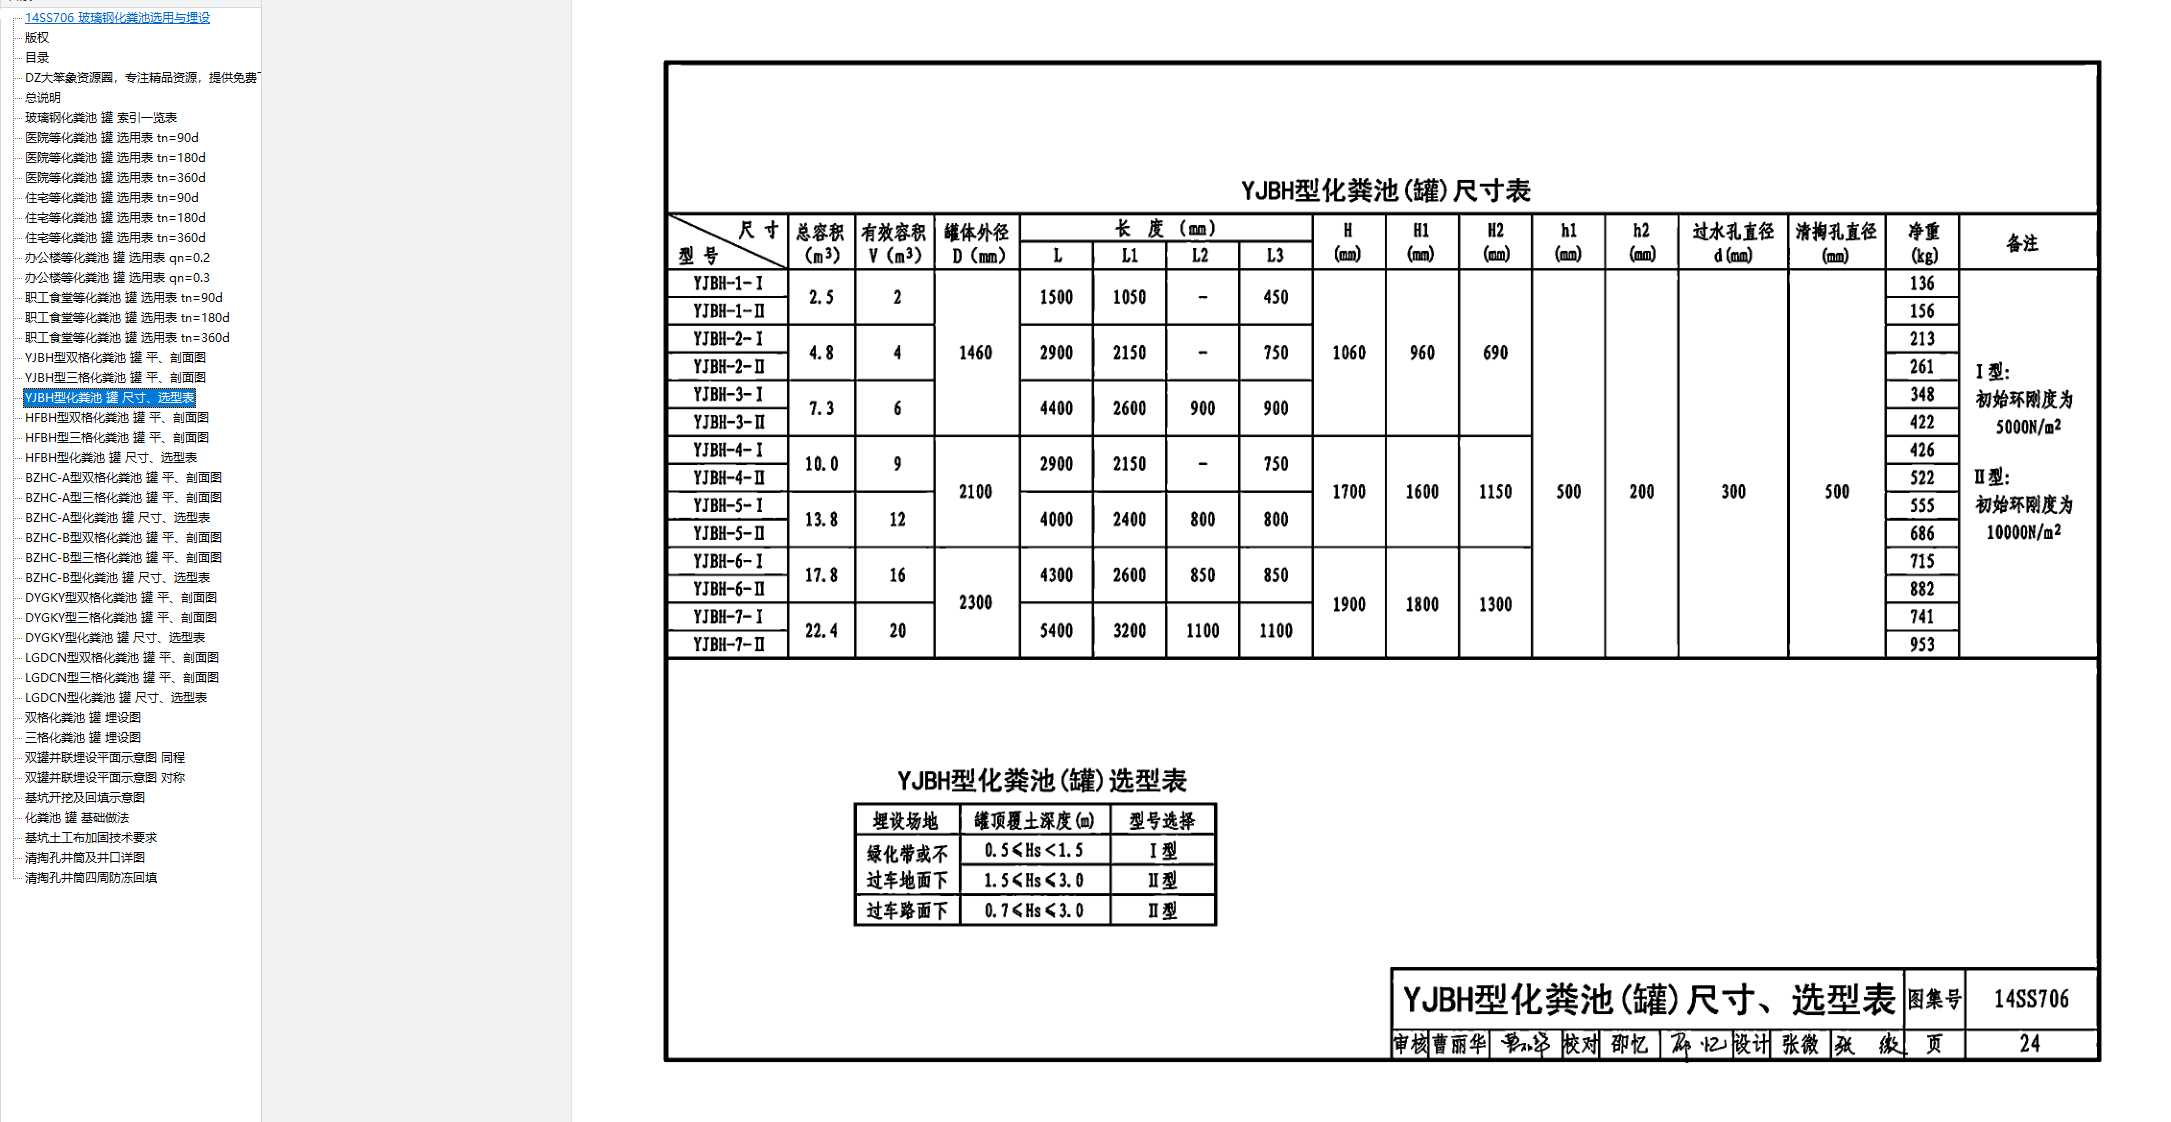 14SS706 玻璃钢化粪池选用与埋设
版权
目录
DZ大笨象资源圈，专注精品资源，提供免费
总说明
玻璃钢化粪池 罐 索引一览表
医院等化粪池 罐 选用表 tn=90d
医院等化粪池 罐 选用表 tn=180d
医院等化粪池 罐 选用表 tn=360d
住宅等化粪池 罐 选用表 tn=90d
住宅等化粪池 罐 选用表 tn=180d
住宅等化粪池 罐 选用表 tn=360d
办公楼等化粪池 罐 选用表 qn=0.2
办公楼等化粪池 罐 选用表 qn=0.3
职工食堂等化粪池 罐 选用表 tn=90d
职工食堂等化粪池 罐 选用表 tn=180d
职工食堂等化粪池 罐 选用表 tn=360d
YJBH型双格化粪池 罐 平、剖面图
YJBH型三格化粪池 罐 平、剖面图
YJBH型化粪池 罐 尺寸、选型表
HFBH型双格化粪池 罐 平、剖面图
HFBH型三格化粪池 罐 平、剖面图
HFBH型化粪池 罐 尺寸、选型表
BZHC-A型双格化粪池 罐 平、剖面图
BZHC-A型三格化粪池 罐 平、剖面图
BZHC-A型化粪池 罐 尺寸、选型表
BZHC-B型双格化粪池 罐 平、剖面图
BZHC-B型三格化粪池 罐 平、剖面图
BZHC-B型化粪池 罐 尺寸、选型表
DYGKY型双格化粪池 罐 平、剖面图
DYGKY型三格化粪池 罐 平、剖面图
DYGKY型化粪池 罐 尺寸、选型表
LGDCN型双格化粪池 罐 平、剖面图
LGDCN型三格化粪池 罐 平、剖面图
LGDCN型化粪池 罐 尺寸、选型表
双格化粪池 罐 埋设图
三格化粪池 罐 埋设图
双罐并联埋设平面示意图 同程
双罐并联埋设平面示意图 对称
基坑开挖及回填示意图
化粪池 罐 基础做法
基坑土工布加固技术要求
清掏孔井筒及井口详图
清掏孔井筒四周防冻回填
YJBH型化粪池(罐)尺寸表
尺寸 型号 总容积(m³) 有效容积V(m³) 罐体外径D(mm) 长度(mm) L L1 L2 L3 H(mm) H1(mm) H2(mm) h1(mm) h2(mm) 过水孔直径d(mm) 清掏孔直径(mm) 净重(kg) 备注
YJBH-1-Ⅰ 2.5 2 1460 1500 1050 - 450 1060 960 690 500 200 300 500 136
YJBH-1-Ⅱ 156
YJBH-2-Ⅰ 4.8 4 2900 2150 - 750 213
YJBH-2-Ⅱ 261
YJBH-3-Ⅰ 7.3 6 4400 2600 900 900 348
YJBH-3-Ⅱ 422
YJBH-4-Ⅰ 10.0 9 2100 2900 2150 - 750 1700 1600 1150 426
YJBH-4-Ⅱ 522
YJBH-5-Ⅰ 13.8 12 4000 2400 800 800 555
YJBH-5-Ⅱ 686
YJBH-6-Ⅰ 17.8 16 2300 4300 2600 850 850 1900 1800 1300 715
YJBH-6-Ⅱ 882
YJBH-7-Ⅰ 22.4 20 5400 3200 1100 1100 741
YJBH-7-Ⅱ 953
Ⅰ型：
初始环刚度为
5000N/m²
Ⅱ型：
初始环刚度为
10000N/m²
YJBH型化粪池(罐)选型表
埋设场地 罐顶覆土深度(m) 型号选择
绿化带或不过车地面下 0.5≤Hs<1.5 Ⅰ型
1.5≤Hs≤3.0 Ⅱ型
过车路面下 0.7≤Hs≤3.0 Ⅱ型
YJBH型化粪池(罐)尺寸、选型表 图集号 14SS706
审核 曹丽华 校对 邵忆 邵忆 设计 张微 张微 页 24